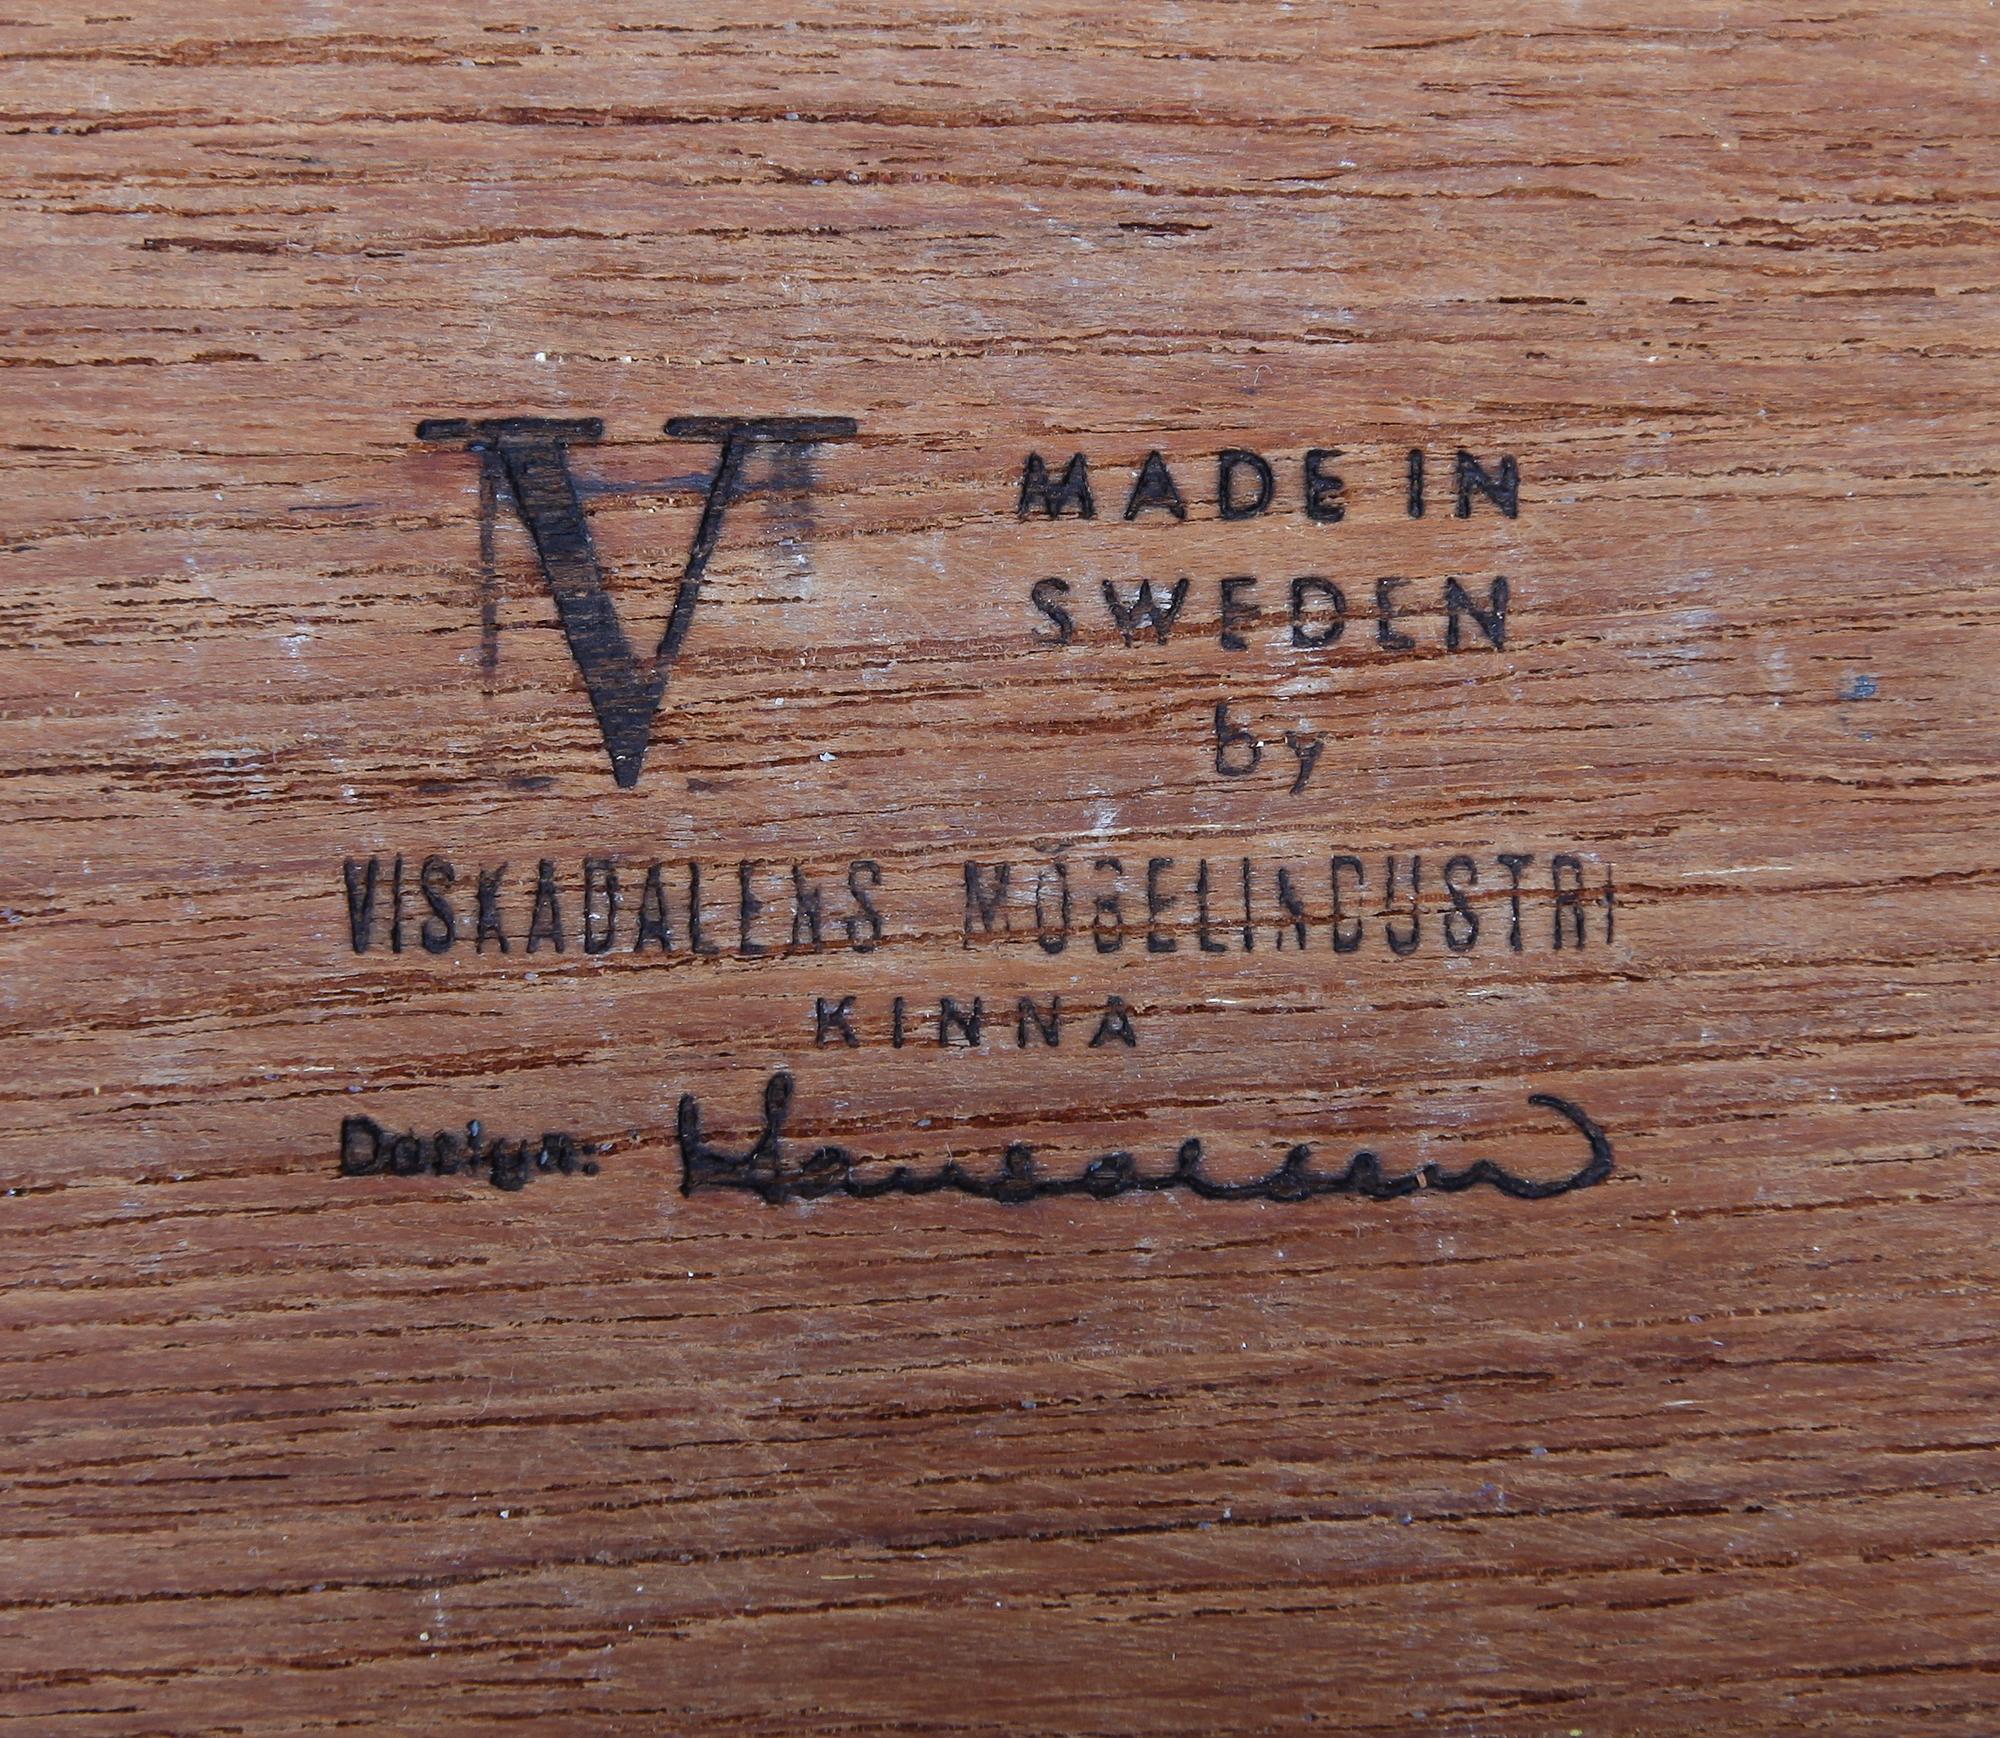 V
MADE IN
SWEDEN
by
VISKADALENS MÖBELINDUSTRI
KINNA
Design: